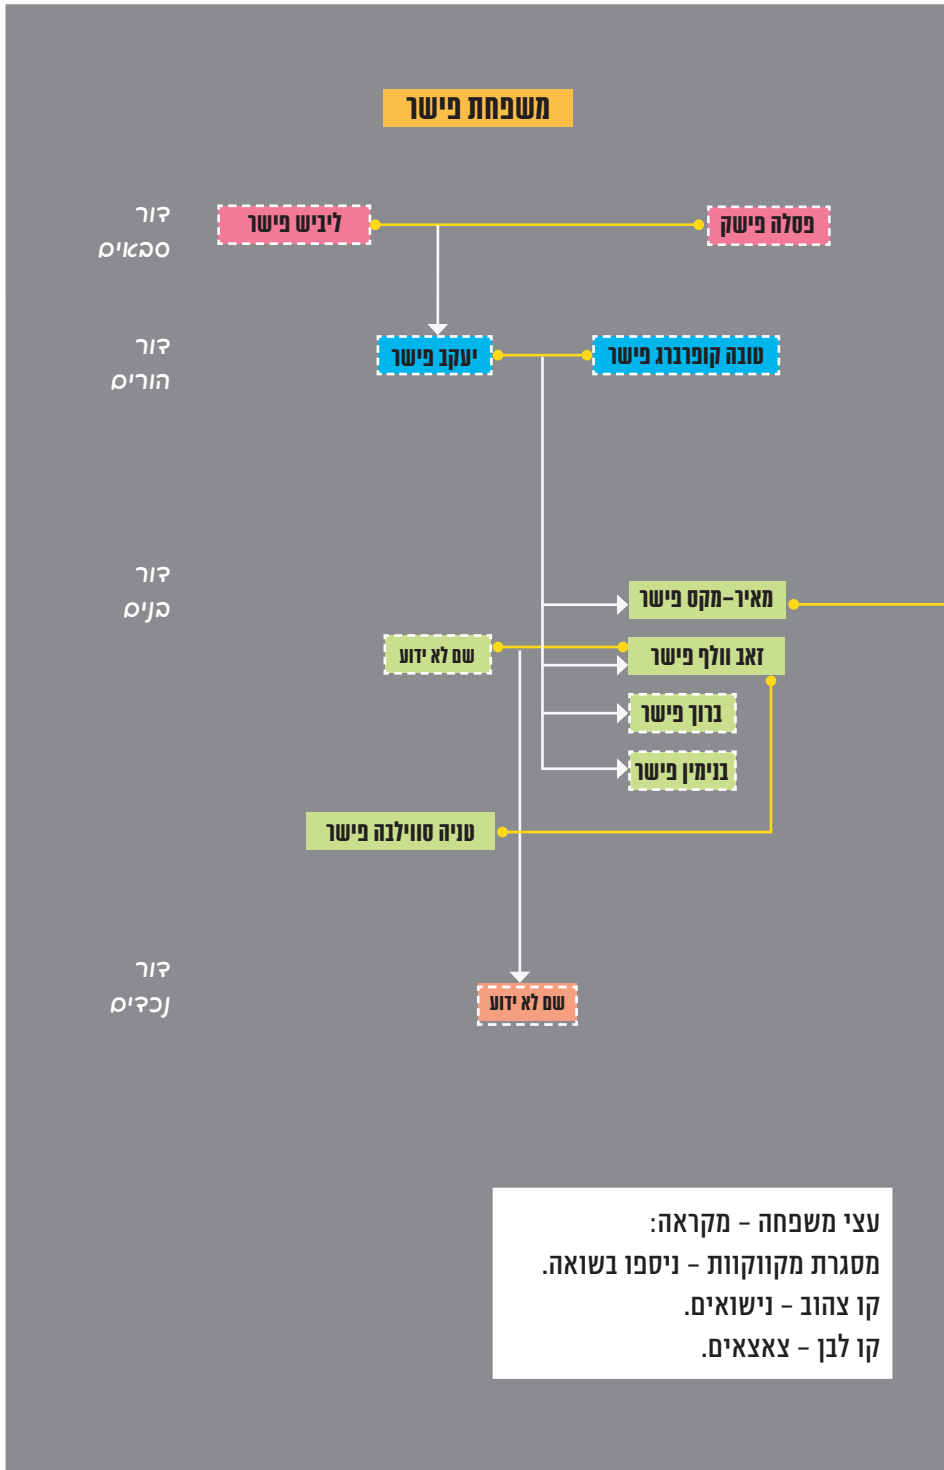 משפחת פישר
דור
סבאים
פסלה פישק
ליביש פישר
דור
הורים
טובה קופרברג פישר
יעקב פישר
דור
בנים
מאיר-מקס פישר
זאב וולף פישר
שם לא ידוע
ברוך פישר
בנימין פישר
טניה סווילבה פישר
דור
נכדים
שם לא ידוע
עצי משפחה - מקראה:
מסגרת מקווקוות - ניספו בשואה.
קו צהוב - נישואים.
קו לבן - צאצאים.